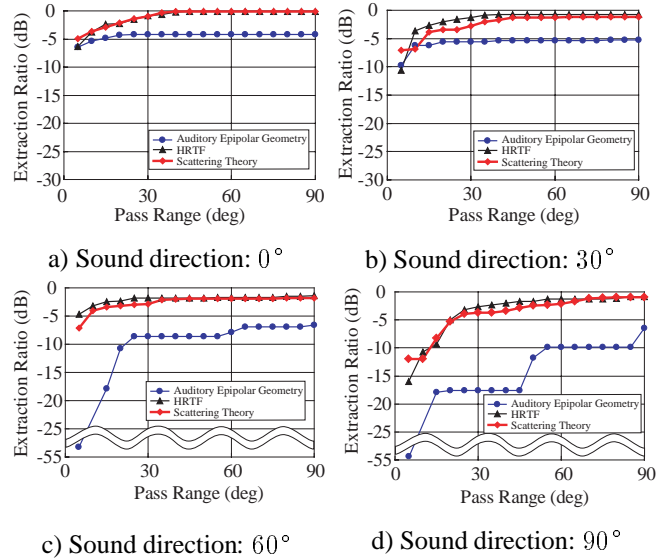 Extraction Ratio (dB)
0
-5
-10
-15
-20
-25
-30
Auditory Epipolar Geometry
HRTF
Scattering Theory
0 30 60 90
Pass Range (deg)
a) Sound direction: 0°
Extraction Ratio (dB)
0
-5
-10
-15
-20
-25
-30
Auditory Epipolar Geometry
HRTF
Scattering Theory
0 30 60 90
Pass Range (deg)
b) Sound direction: 30°
Extraction Ratio (dB)
0
-5
-10
-15
-20
-25
-55
Auditory Epipolar Geometry
HRTF
Scattering Theory
0 30 60 90
Pass Range (deg)
c) Sound direction: 60°
Extraction Ratio (dB)
0
-5
-10
-15
-20
-25
-55
Auditory Epipolar Geometry
HRTF
Scattering Theory
0 30 60 90
Pass Range (deg)
d) Sound direction: 90°